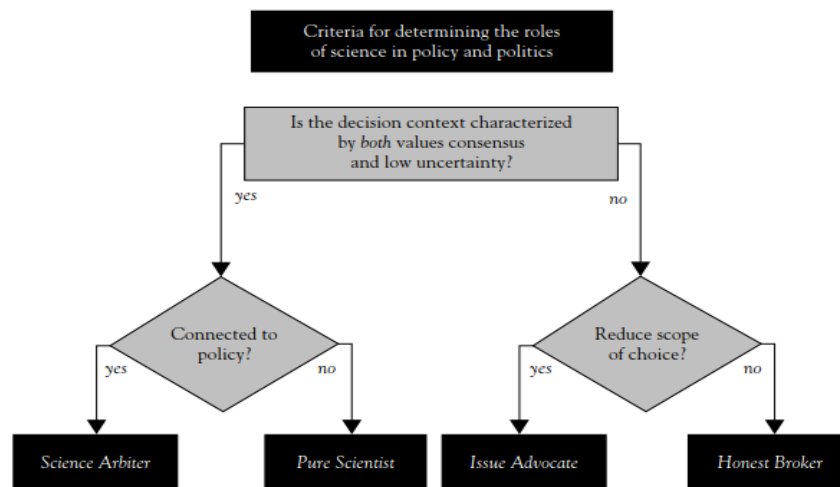 Criteria for determining the roles
of science in policy and politics
Is the decision context characterized
by both values consensus
and low uncertainty?
yes
no
Connected to
policy?
yes
no
Reduce scope
of choice?
yes
no
Science Arbiter
Pure Scientist
Issue Advocate
Honest Broker